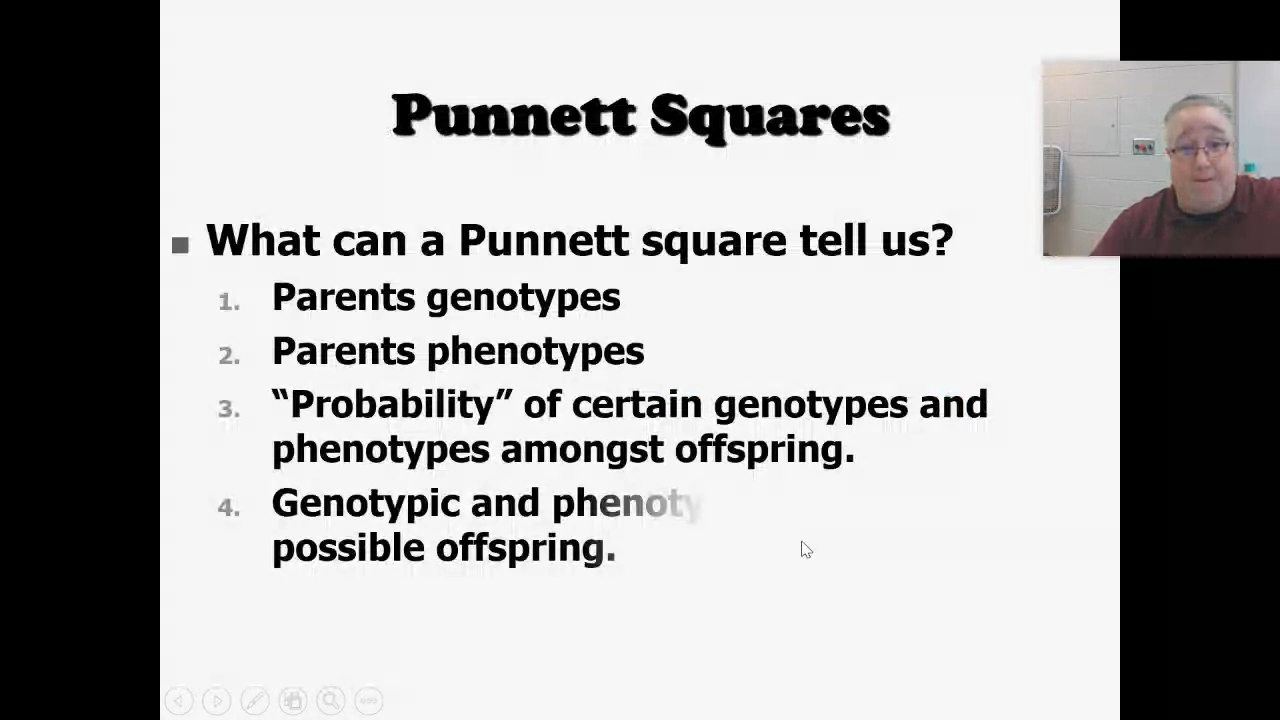 Punnett Squares
What can a Punnett square tell us?
1. Parents genotypes
2. Parents phenotypes
3. “Probability” of certain genotypes and
phenotypes amongst offspring.
4. Genotypic and
possible offspring.